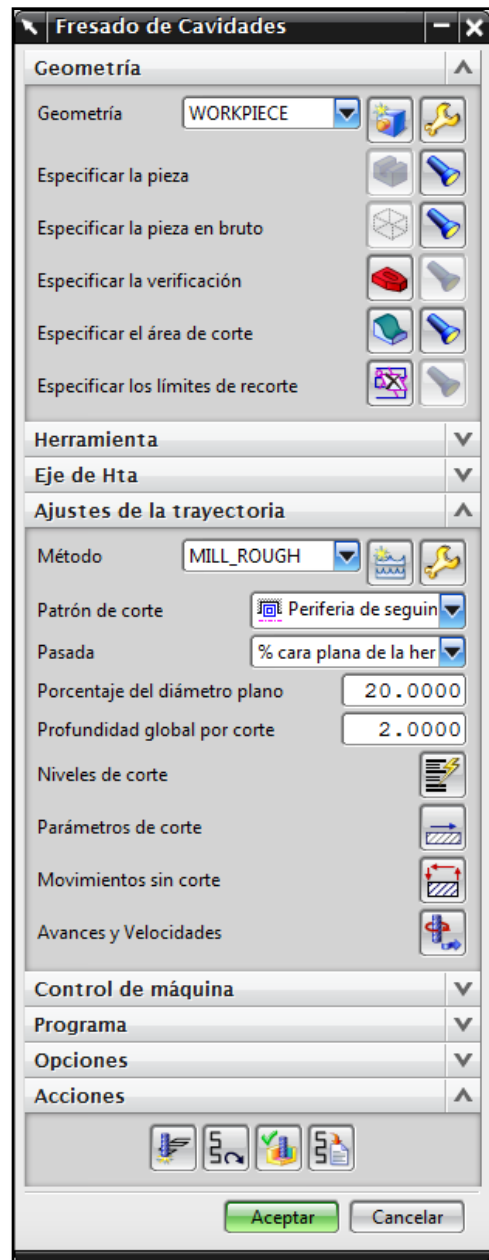 Fresado de Cavidades
Geometría
Geometría WORKPIECE
Especificar la pieza
Especificar la pieza en bruto
Especificar la verificación
Especificar el área de corte
Especificar los límites de recorte
Herramienta
Eje de Hta
Ajustes de la trayectoria
Método MILL_ROUGH
Patrón de corte Periferia de seguin
Pasada % cara plana de la her
Porcentaje del diámetro plano 20.0000
Profundidad global por corte 2.0000
Niveles de corte
Parámetros de corte
Movimientos sin corte
Avances y Velocidades
Control de máquina
Programa
Opciones
Acciones
Aceptar Cancelar